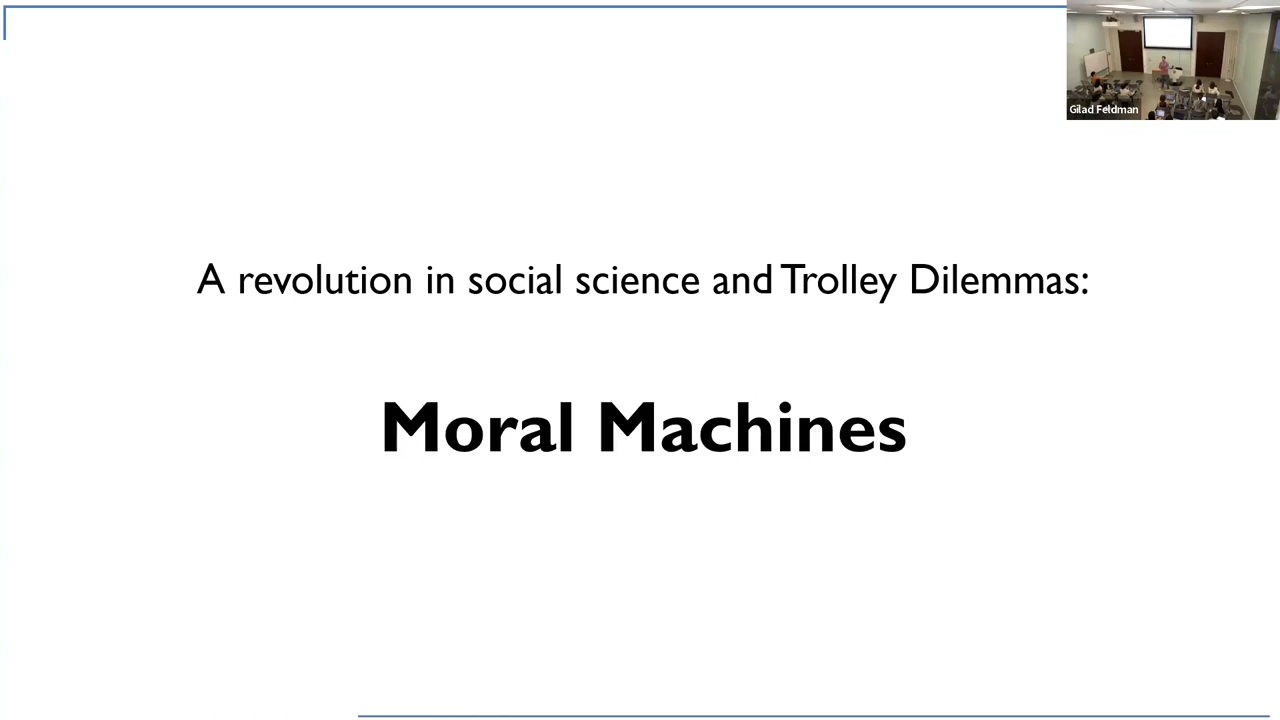 Gilad Feldman
A revolution in social science and Trolley Dilemmas:
Moral Machines